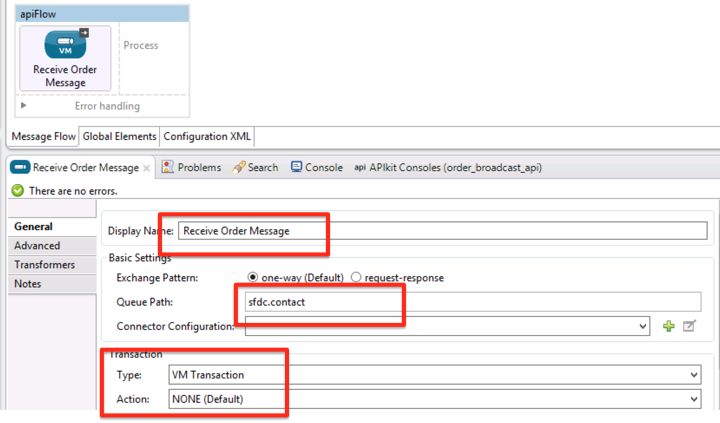 apiFlow
VM
Process
Receive Order
Message
Error handling
Message Flow Global Elements Configuration XML
Receive Order Message Problems Search Console api APIkit Consoles (order_broadcast_api)
There are no errors.
General
Advanced
Transformers
Notes
Display Name: Receive Order Message
Basic Settings
Exchange Pattern: one-way (Default) request-response
Queue Path: sfdc.contact
Connector Configuration:
Transaction
Type: VM Transaction
Action: NONE (Default)